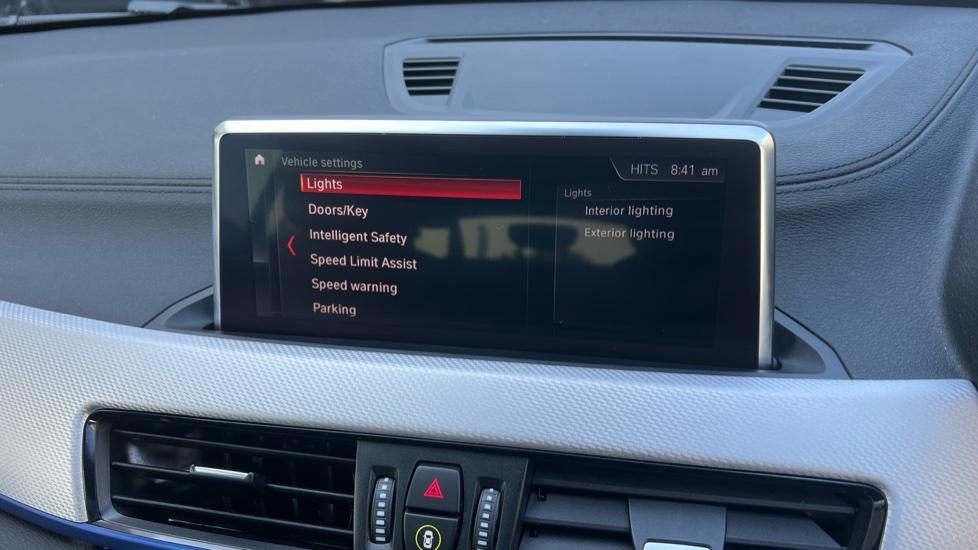 Vehicle settings
HITS 8:41 am
Lights
Doors/Key
Intelligent Safety
Speed Limit Assist
Speed warning
Parking
Lights
Interior lighting
Exterior lighting